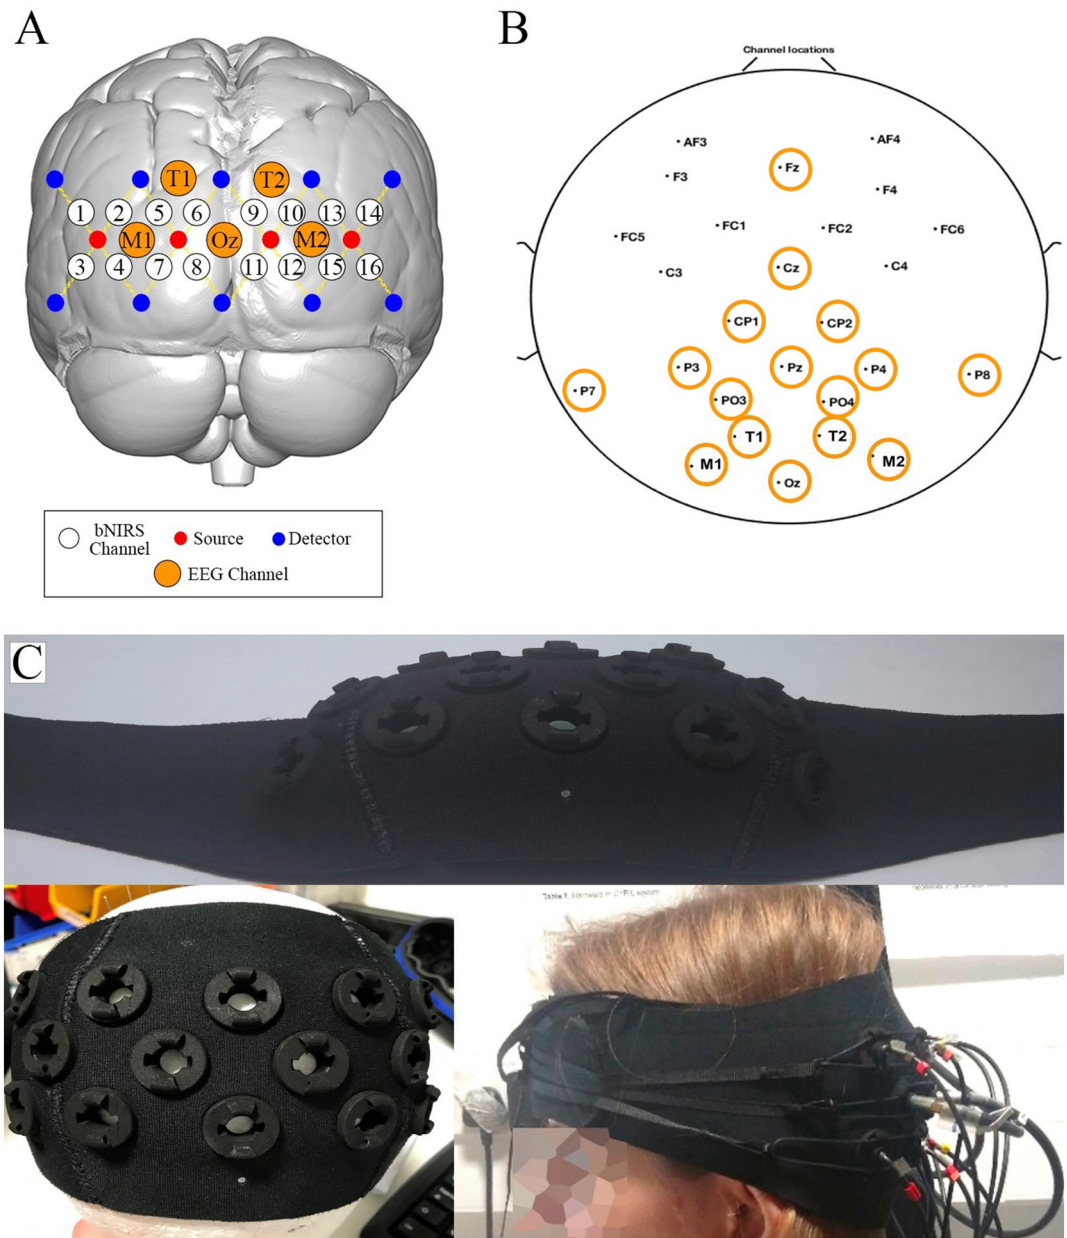 A
T1
T2
1
2
5
6
9
10
13
14
M1
Oz
M2
3
4
7
8
11
12
15
16
bNIRS
Channel
Source
Detector
EEG Channel
B
Channel locations
AF3
AF4
Fz
F3
F4
FC1
FC2
FC5
FC6
Cz
C3
C4
CP1
CP2
P3
Pz
P4
P7
P8
PO3
PO4
T1
T2
M1
M2
Oz
C
Table 1.
system